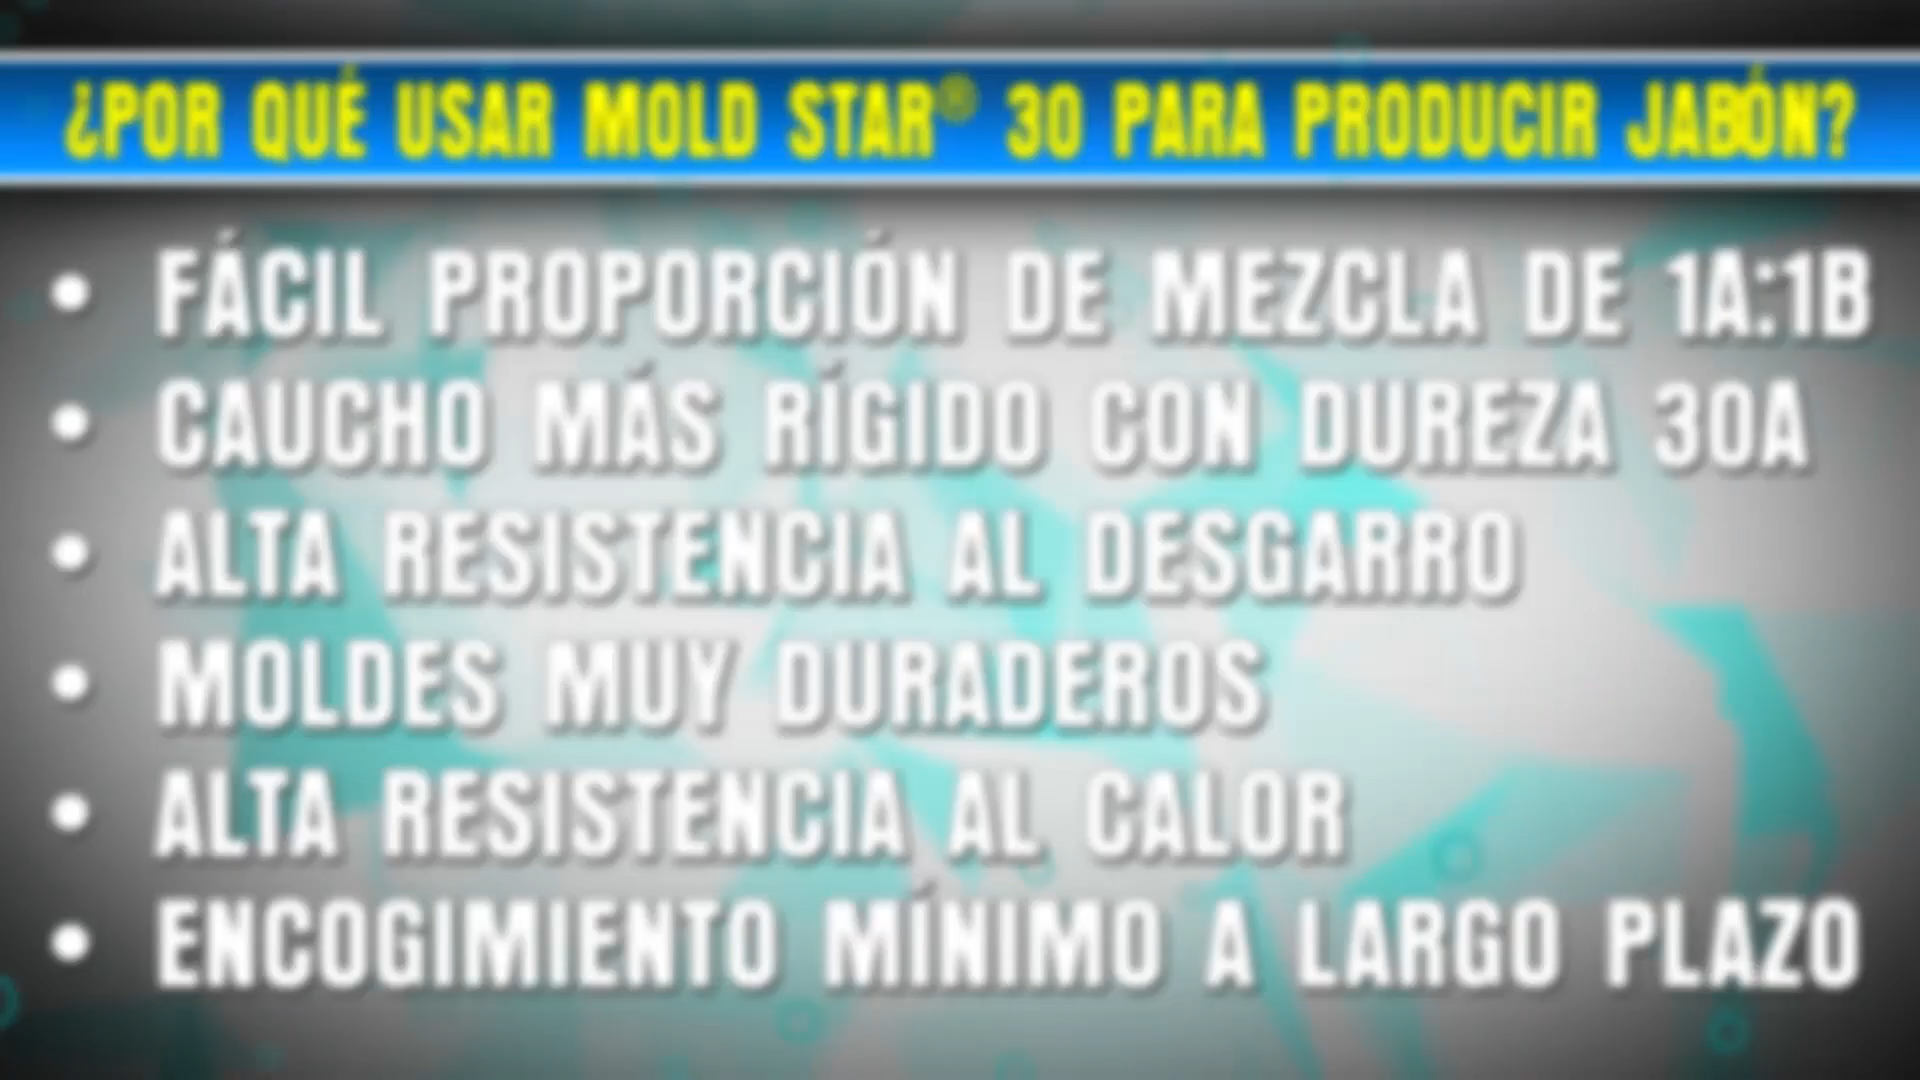 ¿POR QUÉ USAR MOLD STAR® 30 PARA PRODUCIR JABÓN?
• FÁCIL PROPORCIÓN DE MEZCLA DE 1A:1B
• CAUCHO MÁS RÍGIDO CON DUREZA 30A
• ALTA RESISTENCIA AL DESGARRO
• MOLDES MUY DURADEROS
• ALTA RESISTENCIA AL CALOR
• ENCOGIMIENTO MÍNIMO A LARGO PLAZO